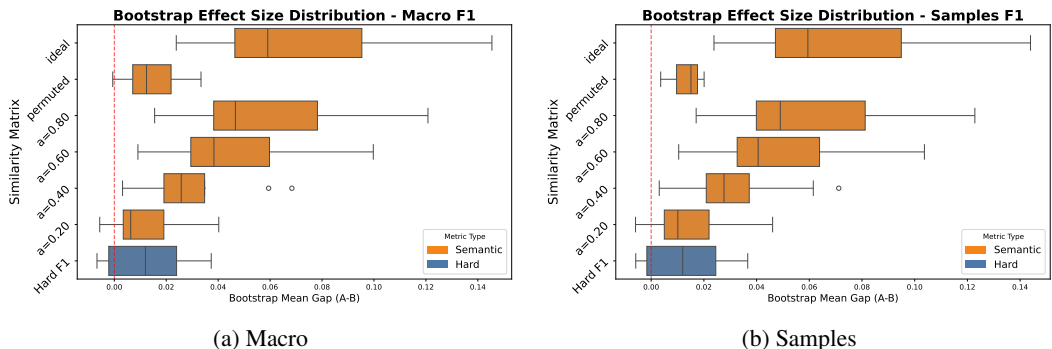 Bootstrap Effect Size Distribution - Macro F1
Similarity Matrix
ideal
permuted
a=0.80
a=0.60
a=0.40
a=0.20
Hard F1
Metric Type
Semantic
Hard
0.00 0.02 0.04 0.06 0.08 0.10 0.12 0.14
Bootstrap Mean Gap (A-B)
(a) Macro
Bootstrap Effect Size Distribution - Samples F1
Similarity Matrix
ideal
permuted
a=0.80
a=0.60
a=0.40
a=0.20
Hard F1
Metric Type
Semantic
Hard
0.00 0.02 0.04 0.06 0.08 0.10 0.12 0.14
Bootstrap Mean Gap (A-B)
(b) Samples